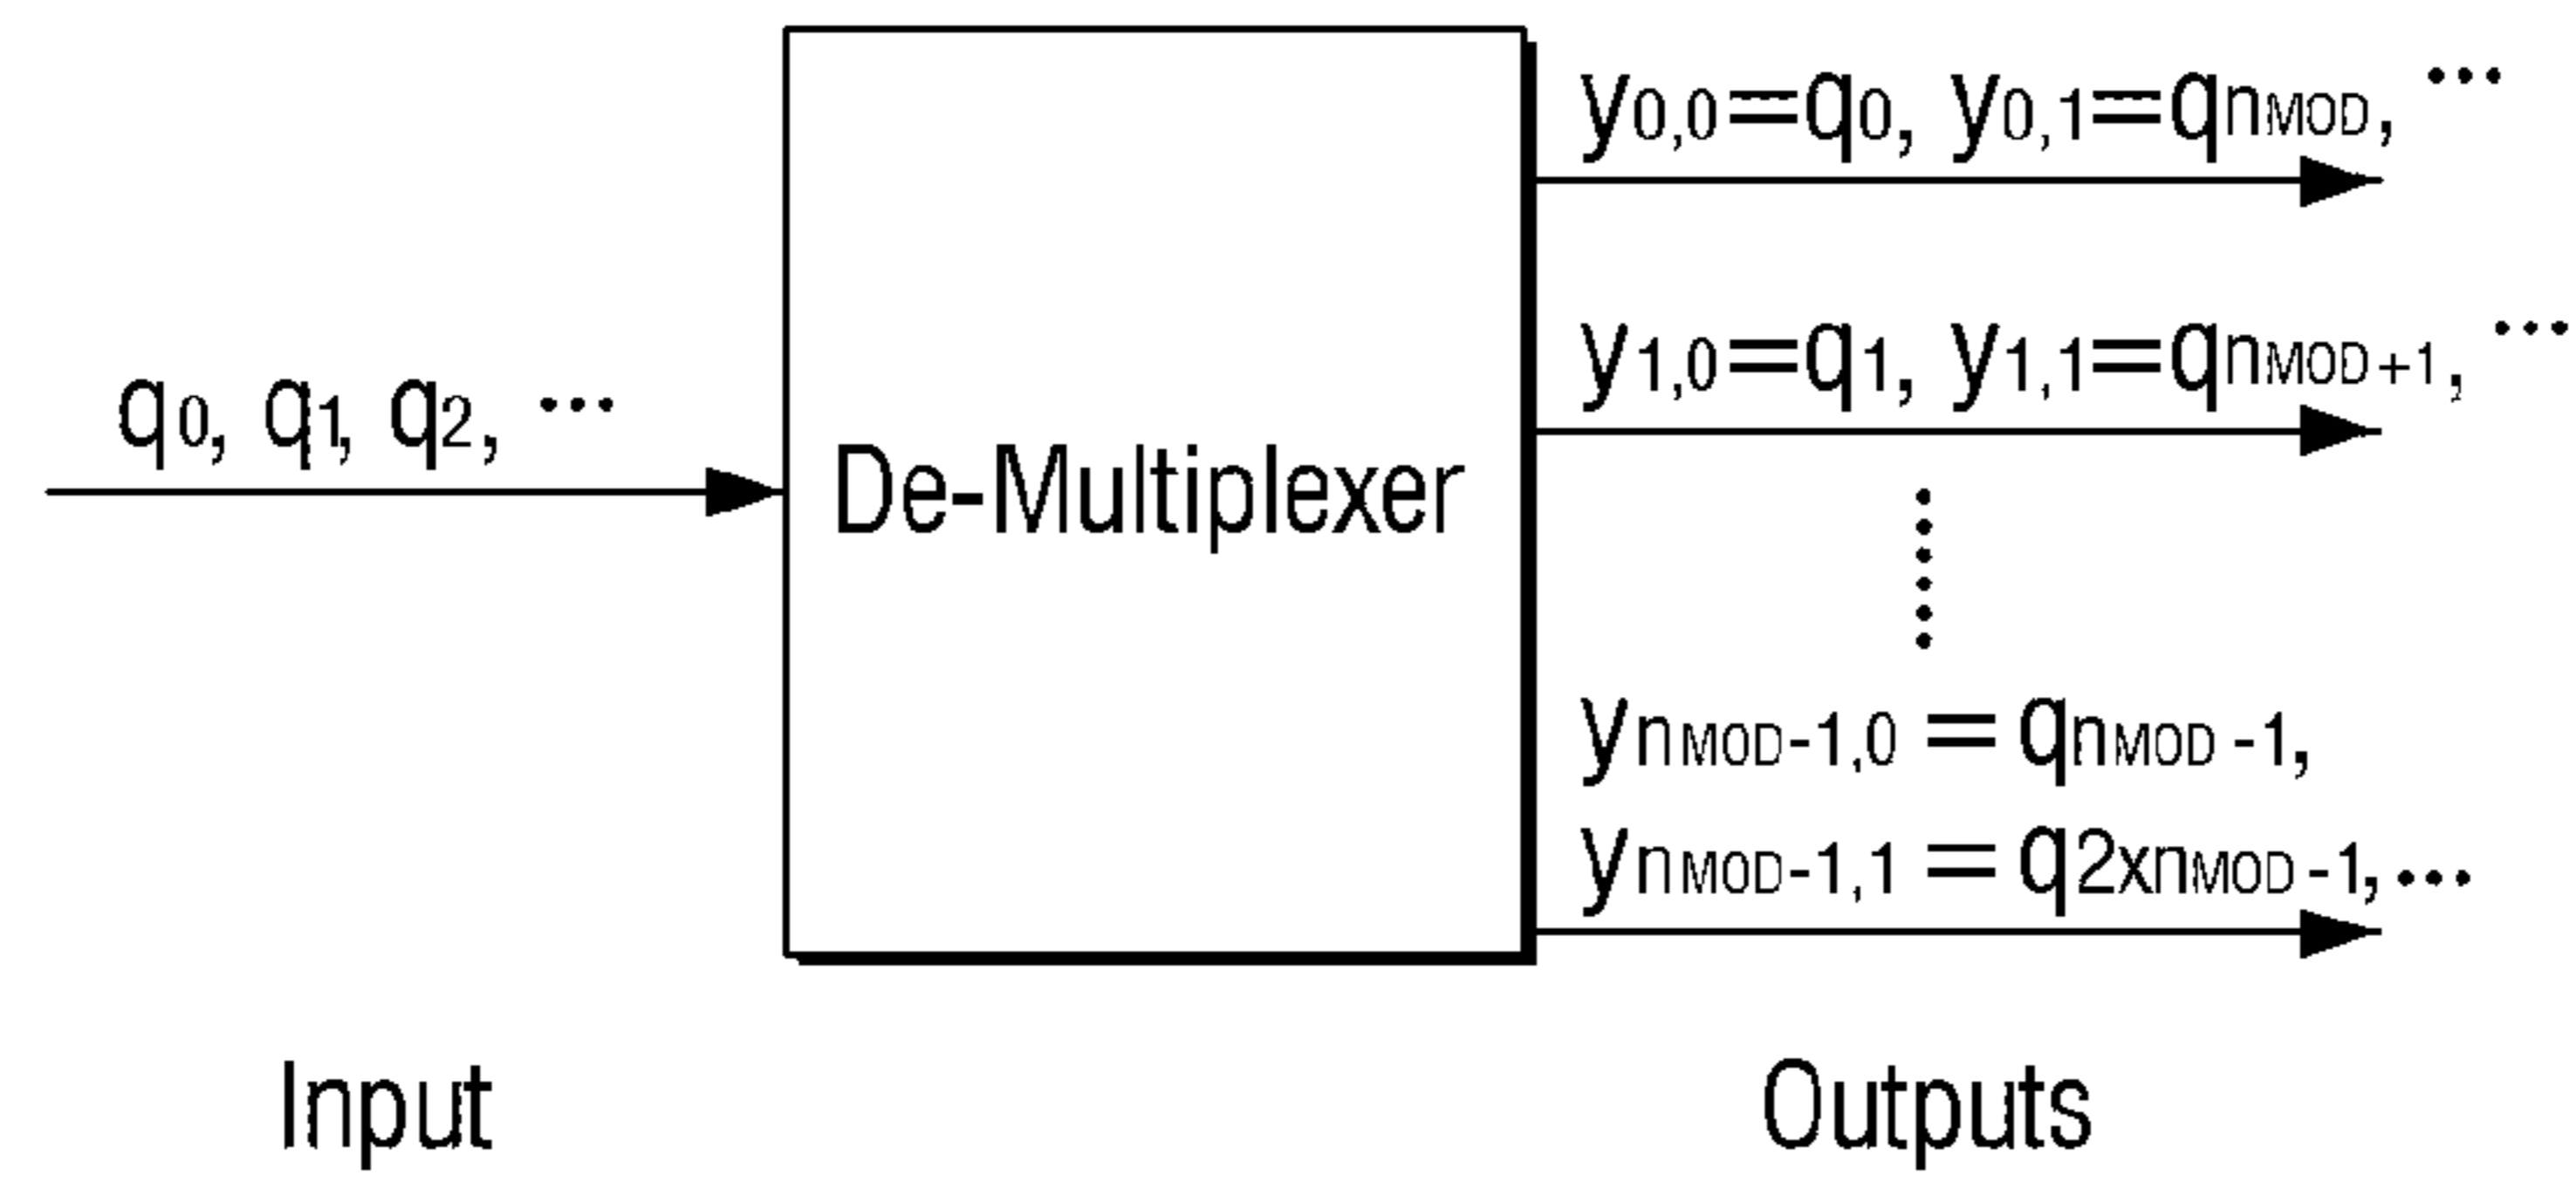 y0,0=q0, y0,1=qnMOD, ...
y1,0=q1, y1,1=qnMOD+1, ...
q0, q1, q2, ...
De-Multiplexer
ynMOD-1,0 = qnMOD-1,
ynMOD-1,1 = q2xnMOD-1, ...
Input
Outputs